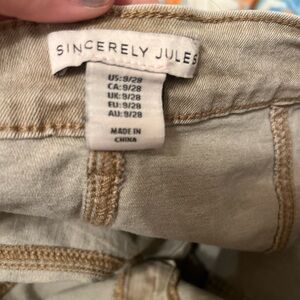 SINCERELY JULES
US:9/28
CA:9/28
UK:9/28
EU:9/28
AU:9/28
MADE IN
CHINA